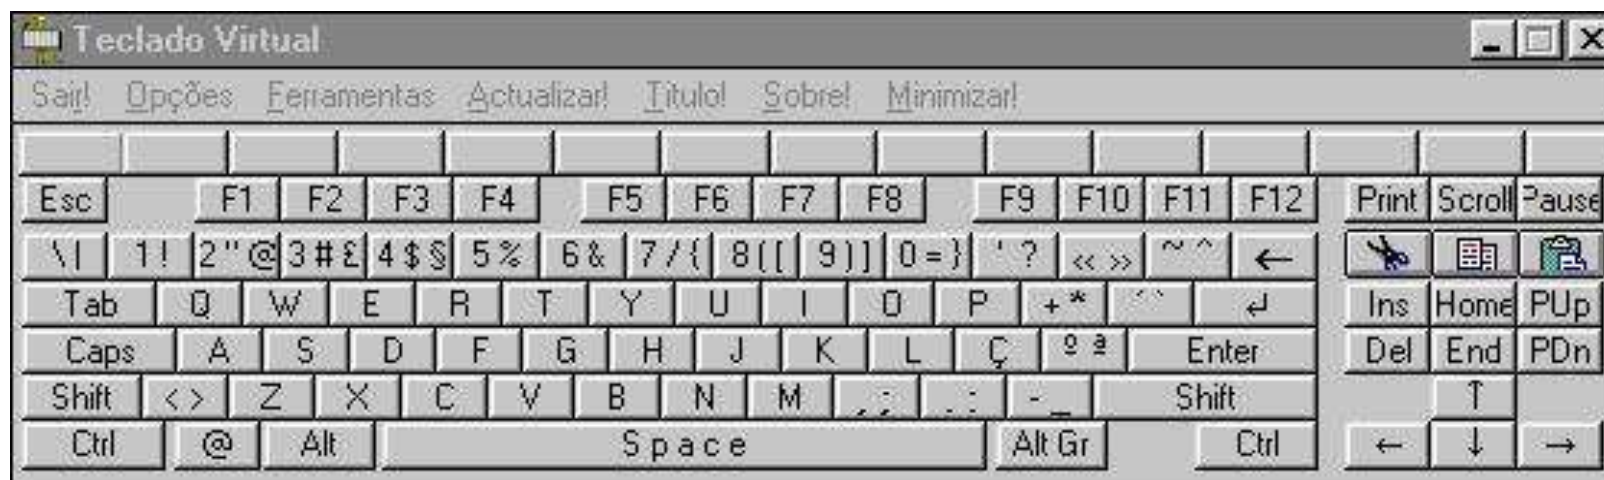 Teclado Virtual
Sair! Opções Ferramentas Actualizar! Titulo! Sobre! Minimizar!
Esc F1 F2 F3 F4 F5 F6 F7 F8 F9 F10 F11 F12 Print Scroll Pause
\| 1! 2"@ 3#£ 4$§ 5% 6& 7/{ 8([ 9)] 0=} '? «» ~^ ←
Tab Q W E R T Y U I O P +* ´` ↵ Ins Home PUp
Caps A S D F G H J K L Ç ºª Enter Del End PDn
Shift <> Z X C V B N M ,; .: -_ Shift ↑
Ctrl @ Alt Space Alt Gr Ctrl ← ↓ →